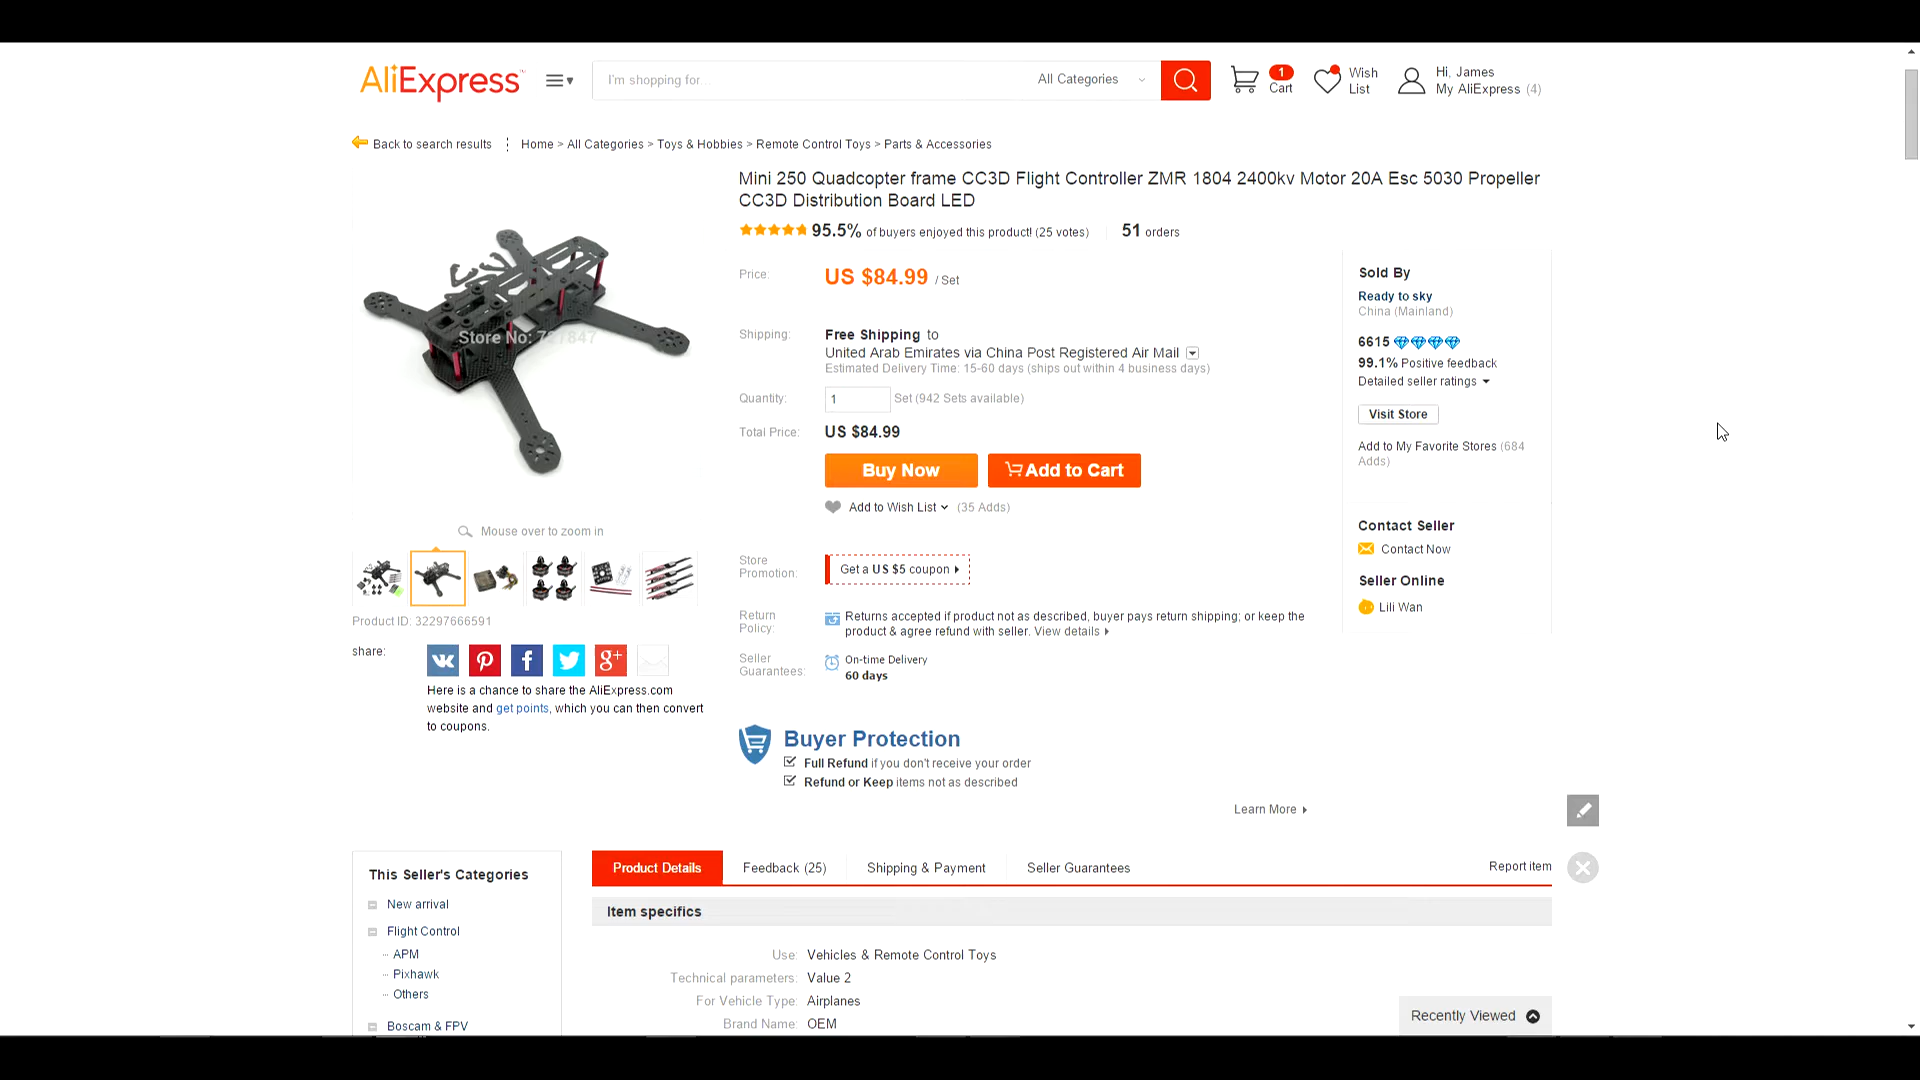 AliExpress
I'm shopping for...
All Categories
1
Cart
Wish
List
Hi, James
My AliExpress (4)
Back to search results
Home > All Categories > Toys & Hobbies > Remote Control Toys > Parts & Accessories
Mini 250 Quadcopter frame CC3D Flight Controller ZMR 1804 2400kv Motor 20A Esc 5030 Propeller
CC3D Distribution Board LED
95.5% of buyers enjoyed this product! (25 votes)
51 orders
Price:
US $84.99 / Set
Shipping:
Free Shipping to
United Arab Emirates via China Post Registered Air Mail
Estimated Delivery Time: 15-60 days (ships out within 4 business days)
Quantity:
1
Set (942 Sets available)
Total Price:
US $84.99
Buy Now
Add to Cart
Add to Wish List
(35 Adds)
Sold By
Ready to sky
China (Mainland)
6615
99.1% Positive feedback
Detailed seller ratings
Visit Store
Add to My Favorite Stores (684
Adds)
Contact Seller
Contact Now
Seller Online
Lili Wan
Store No:
Mouse over to zoom in
Product ID: 32297666591
share:
Here is a chance to share the AliExpress.com
website and get points, which you can then convert
to coupons.
Store
Promotion:
Get a US $5 coupon
Return
Policy:
Returns accepted if product not as described, buyer pays return shipping; or keep the
product & agree refund with seller. View details
Seller
Guarantees:
On-time Delivery
60 days
Buyer Protection
Full Refund if you don't receive your order
Refund or Keep items not as described
Learn More
This Seller's Categories
New arrival
Flight Control
APM
Pixhawk
Others
Boscam & FPV
Product Details
Feedback (25)
Shipping & Payment
Seller Guarantees
Report item
Item specifics
Use: Vehicles & Remote Control Toys
Technical parameters: Value 2
For Vehicle Type: Airplanes
Brand Name: OEM
Recently Viewed